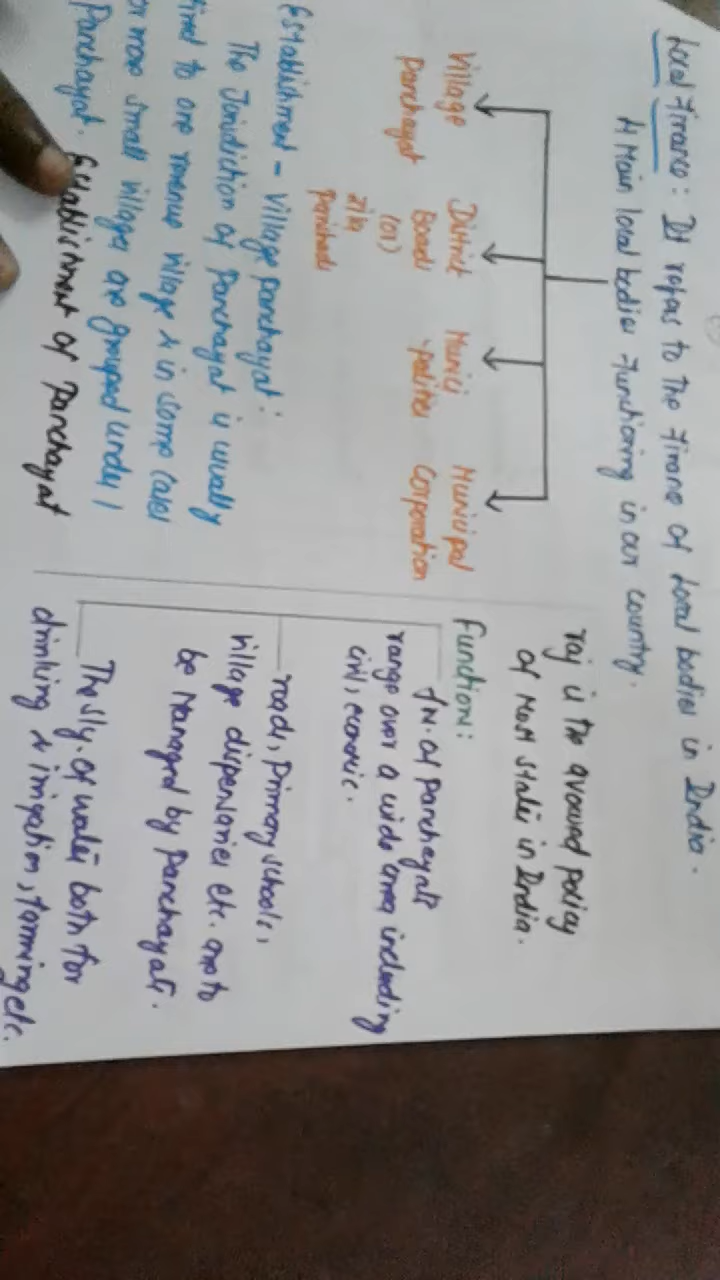 Local Finance: It refers to the finance of Local bodies in India.
4 Main local bodies functioning in our country.
Village Panchayat
District Boards (or) Zila
Munici-palities
Municipal Corporation
Establishment - Village panchayat:
The Jurisdiction of Panchayat is usually
fined to one revenue village & in some cases
or more small villages are grouped under 1
Panchayat. Establishment of Panchayat
raj is the avowed policy
of most states in India.
Function:
FN. of Panchayats
range over a wide area including
civil, economic.
roads, primary schools,
village dispensaries etc. are to
be managed by Panchayats.
The sly. of water both for
drinking & irrigation, farming etc.